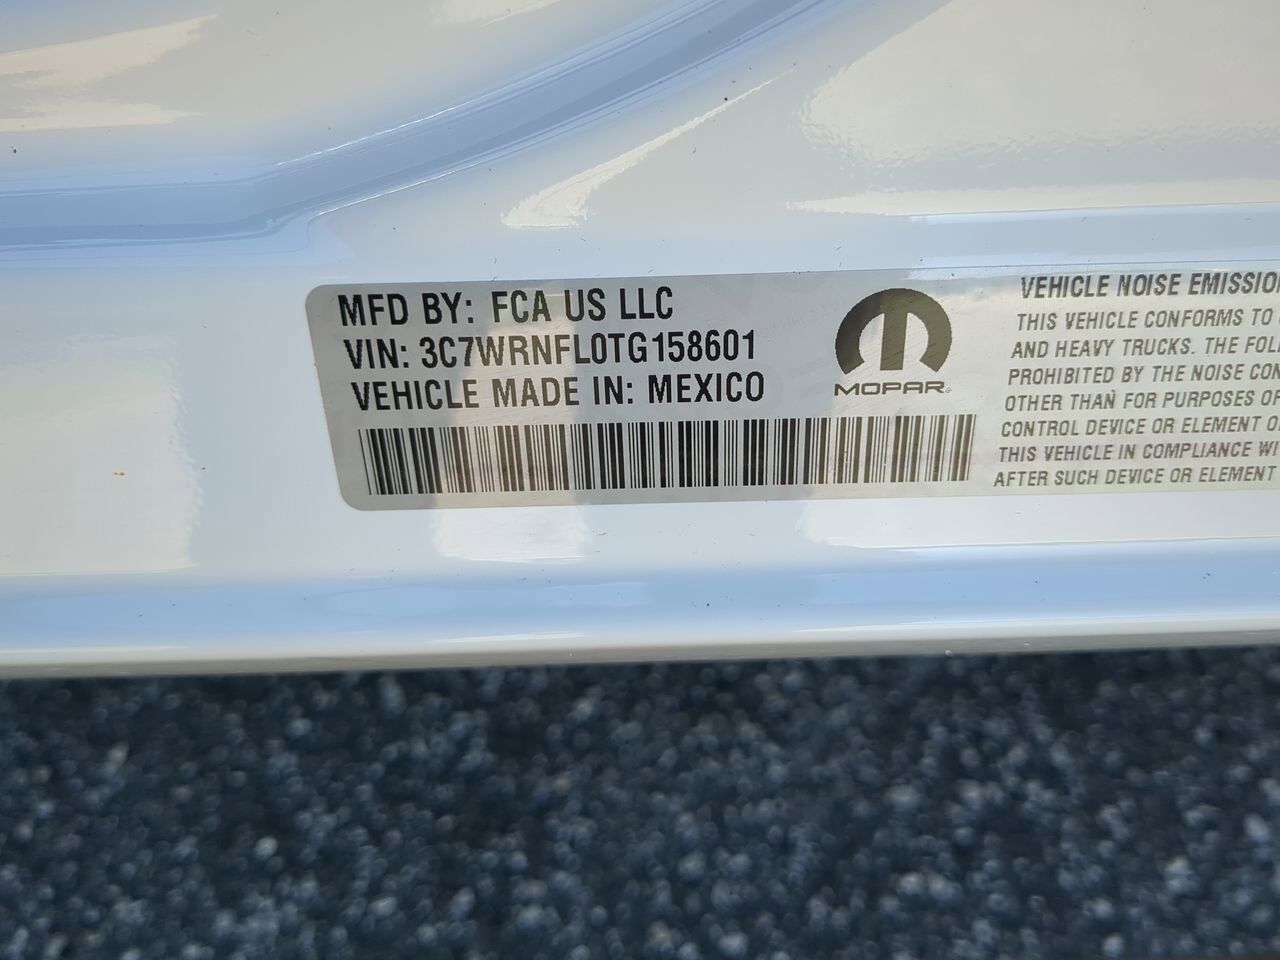 MFD BY: FCA US LLC
VIN: 3C7WRNFL0TG158601
VEHICLE MADE IN: MEXICO
MOPAR
VEHICLE NOISE EMISSION
THIS VEHICLE CONFORMS TO
AND HEAVY TRUCKS. THE
PROHIBITED BY THE NOISE
OTHER THAN FOR PURPOSES OF
CONTROL DEVICE OR ELEMENT
THIS VEHICLE IN COMPLIANCE
AFTER SUCH DEVICE OR ELEMENT